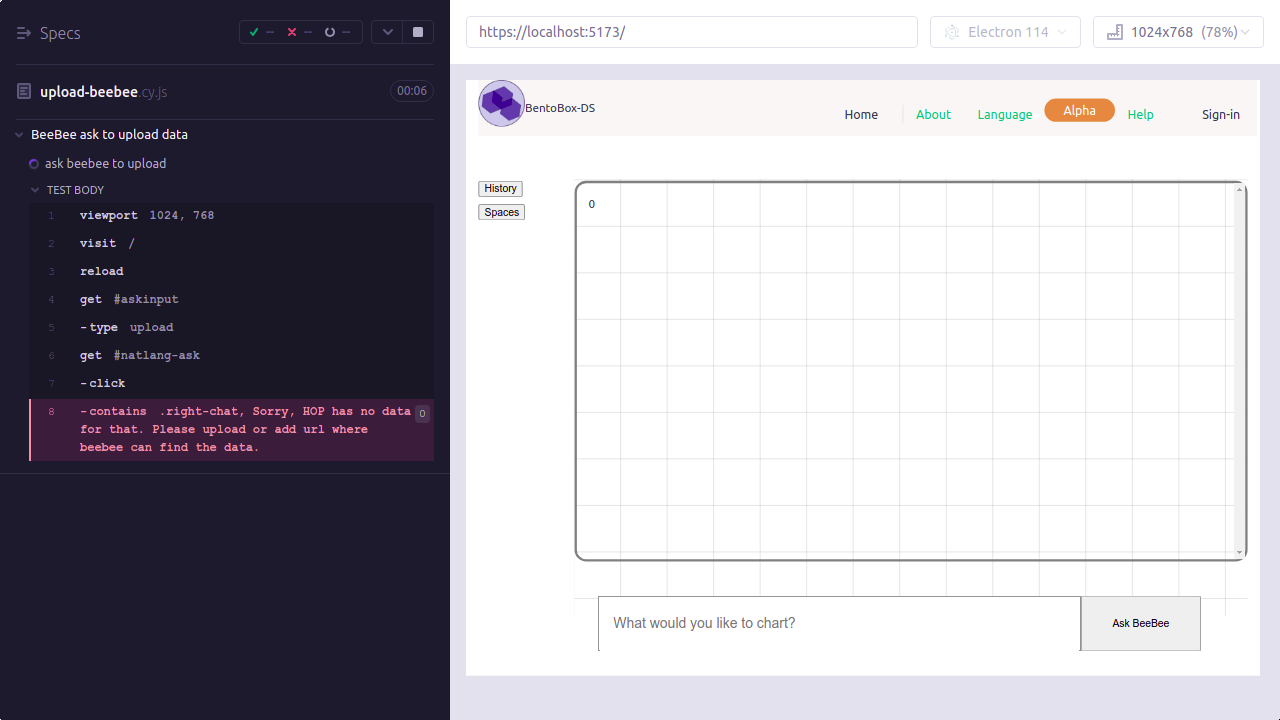 Specs
-- -- --
upload-beebee.cy.js 00:06
BeeBee ask to upload data
ask beebee to upload
TEST BODY
1 viewport 1024, 768
2 visit /
3 reload
4 get #askinput
5 -type upload
6 get #natlang-ask
7 -click
8 -contains .right-chat, Sorry, HOP has no data 0
for that. Please upload or add url where
beebee can find the data.
https://localhost:5173/
Electron 114
1024x768 (78%)
BentoBox-DS
Home About Language Alpha Help Sign-in
History
Spaces
0
What would you like to chart?
Ask BeeBee